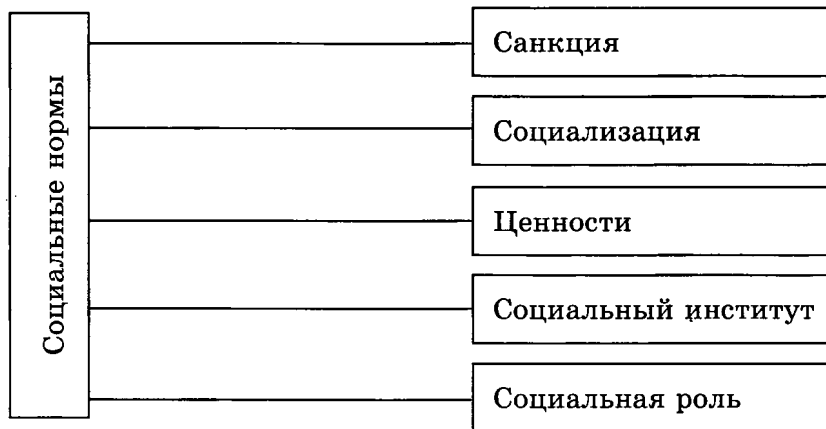 Социальные нормы
Санкция
Социализация
Ценности
Социальный институт
Социальная роль